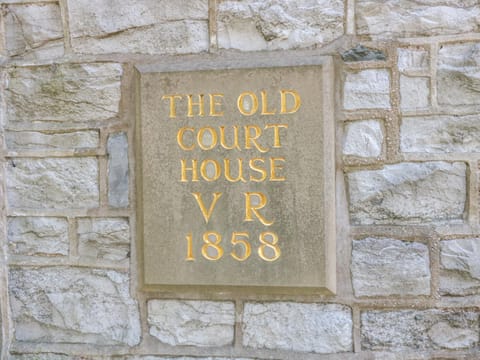 THE OLD
COURT
HOUSE
V R
1858